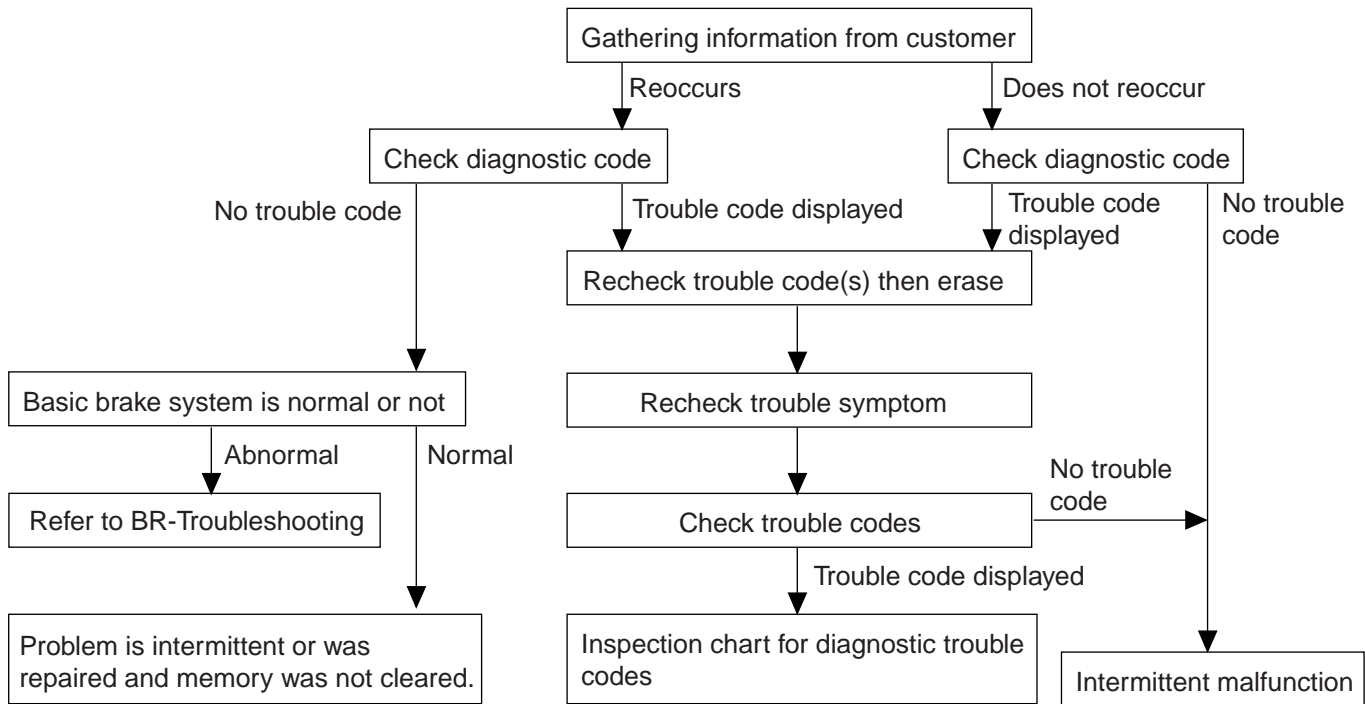 Gathering information from customer
Reoccurs
Does not reoccur
Check diagnostic code
Check diagnostic code
No trouble code
Trouble code displayed
Trouble code
displayed
No trouble
code
Recheck trouble code(s) then erase
Basic brake system is normal or not
Recheck trouble symptom
Abnormal
Normal
No trouble
code
Refer to BR-Troubleshooting
Check trouble codes
Trouble code displayed
Problem is intermittent or was
repaired and memory was not cleared.
Inspection chart for diagnostic trouble
codes
Intermittent malfunction